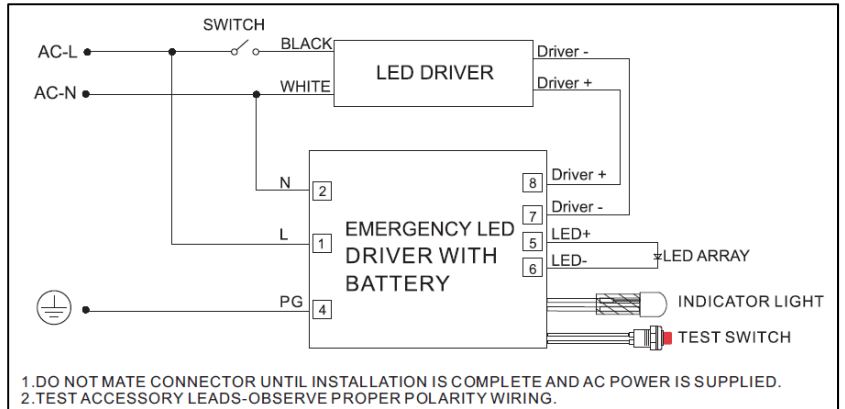 SWITCH
AC-L
BLACK
LED DRIVER
Driver -
AC-N
WHITE
Driver +
N
2
8
Driver +
7
Driver -
L
1
EMERGENCY LED
DRIVER WITH
BATTERY
5
LED+
6
LED-
LED ARRAY
PG
4
INDICATOR LIGHT
TEST SWITCH
1.DO NOT MATE CONNECTOR UNTIL INSTALLATION IS COMPLETE AND AC POWER IS SUPPLIED.
2.TEST ACCESSORY LEADS-OBSERVE PROPER POLARITY WIRING.